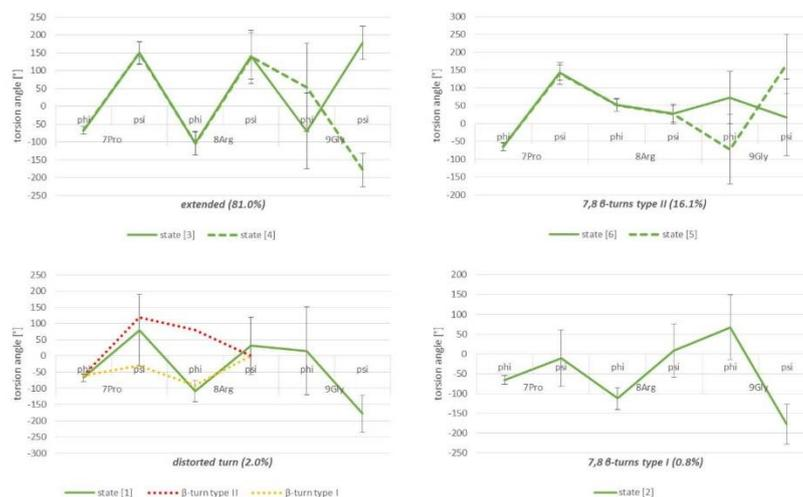 250
200
150
100
50
0
-50
-100
-150
-200
-250
torsion angle [°]
phi psi phi psi phi psi
7Pro 8Arg 9Gly
extended (81.0%)
state [3] state [4]
300
250
200
150
100
50
0
-50
-100
-150
-200
torsion angle [°]
phi psi phi psi phi psi
7Pro 8Arg 9Gly
7,8 β-turns type II (16.1%)
state [6] state [5]
250
200
150
100
50
0
-50
-100
-150
-200
-250
-300
torsion angle [°]
phi psi phi psi phi psi
7Pro 8Arg 9Gly
distorted turn (2.0%)
state [1] β-turn type II β-turn type I
200
150
100
50
0
-50
-100
-150
-200
-250
torsion angle [°]
phi psi phi psi phi psi
7Pro 8Arg 9Gly
7,8 β-turns type I (0.8%)
state [2]